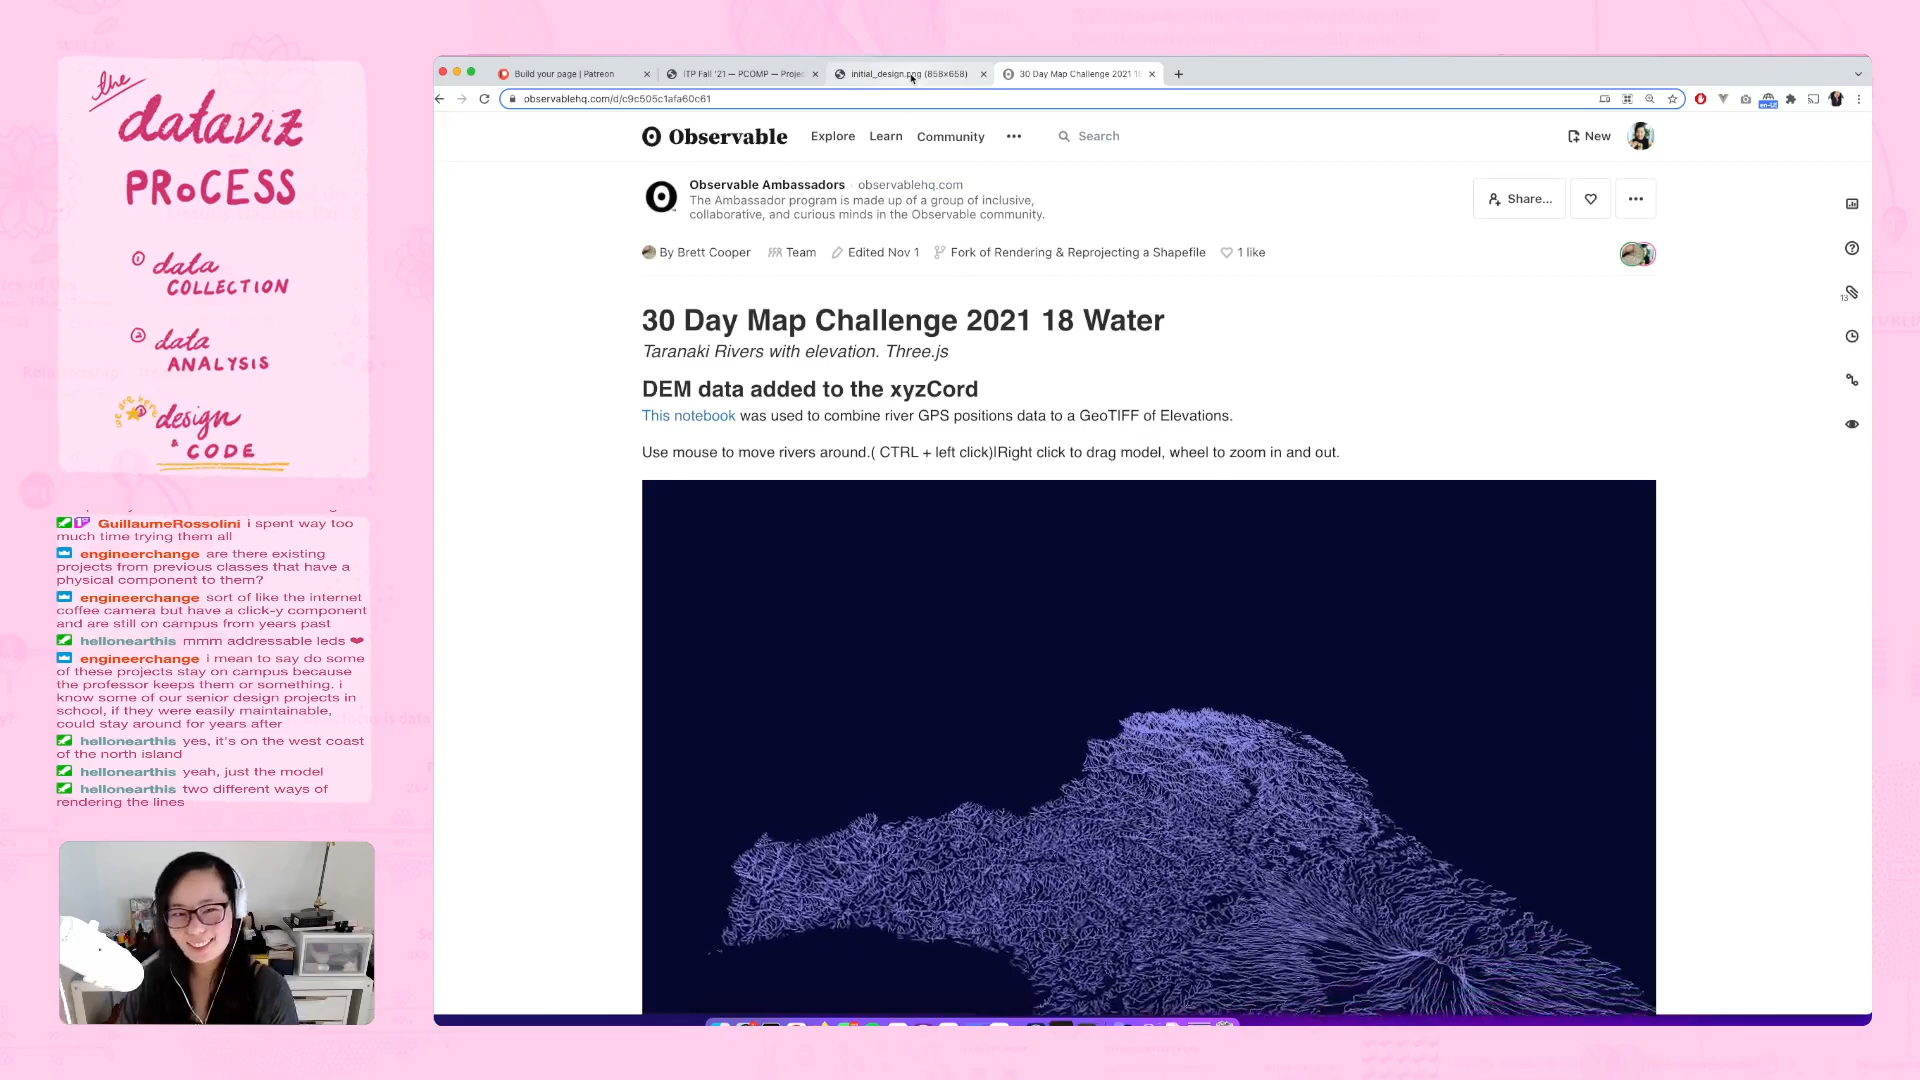 the
dataviz
PROCESS
① data
COLLECTION
② data
ANALYSIS
we are here
③ design
& CODE
GuillaumeRossolini i spent way too
much time trying them all
engineerchange are there existing
projects from previous classes that have a
physical component to them?
engineerchange sort of like the internet
coffee camera but have a click-y component
and are still on campus from years past
hellonearthis mmm addressable leds ❤
engineerchange i mean to say do some
of these projects stay on campus because
the professor keeps them or something. i
know some of our senior design projects in
school, if they were easily maintainable,
could stay around for years after
hellonearthis yes, it's on the west coast
of the north island
hellonearthis yeah, just the model
hellonearthis two different ways of
rendering the lines
Build your page | Patreon
ITP Fall '21 — PCOMP — Projec
initial_design.png (858×658)
30 Day Map Challenge 2021 18
observablehq.com/d/c9c505c1afa60c61
Observable Explore Learn Community ••• Search New
Observable Ambassadors · observablehq.com
The Ambassador program is made up of a group of inclusive,
collaborative, and curious minds in the Observable community.
Share...
By Brett Cooper Team Edited Nov 1 Fork of Rendering & Reprojecting a Shapefile 1 like
13
30 Day Map Challenge 2021 18 Water
Taranaki Rivers with elevation. Three.js
DEM data added to the xyzCord
This notebook was used to combine river GPS positions data to a GeoTIFF of Elevations.
Use mouse to move rivers around.( CTRL + left click)|Right click to drag model, wheel to zoom in and out.